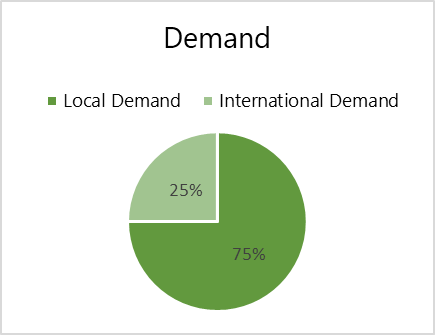 Demand
Local Demand International Demand
25%
75%